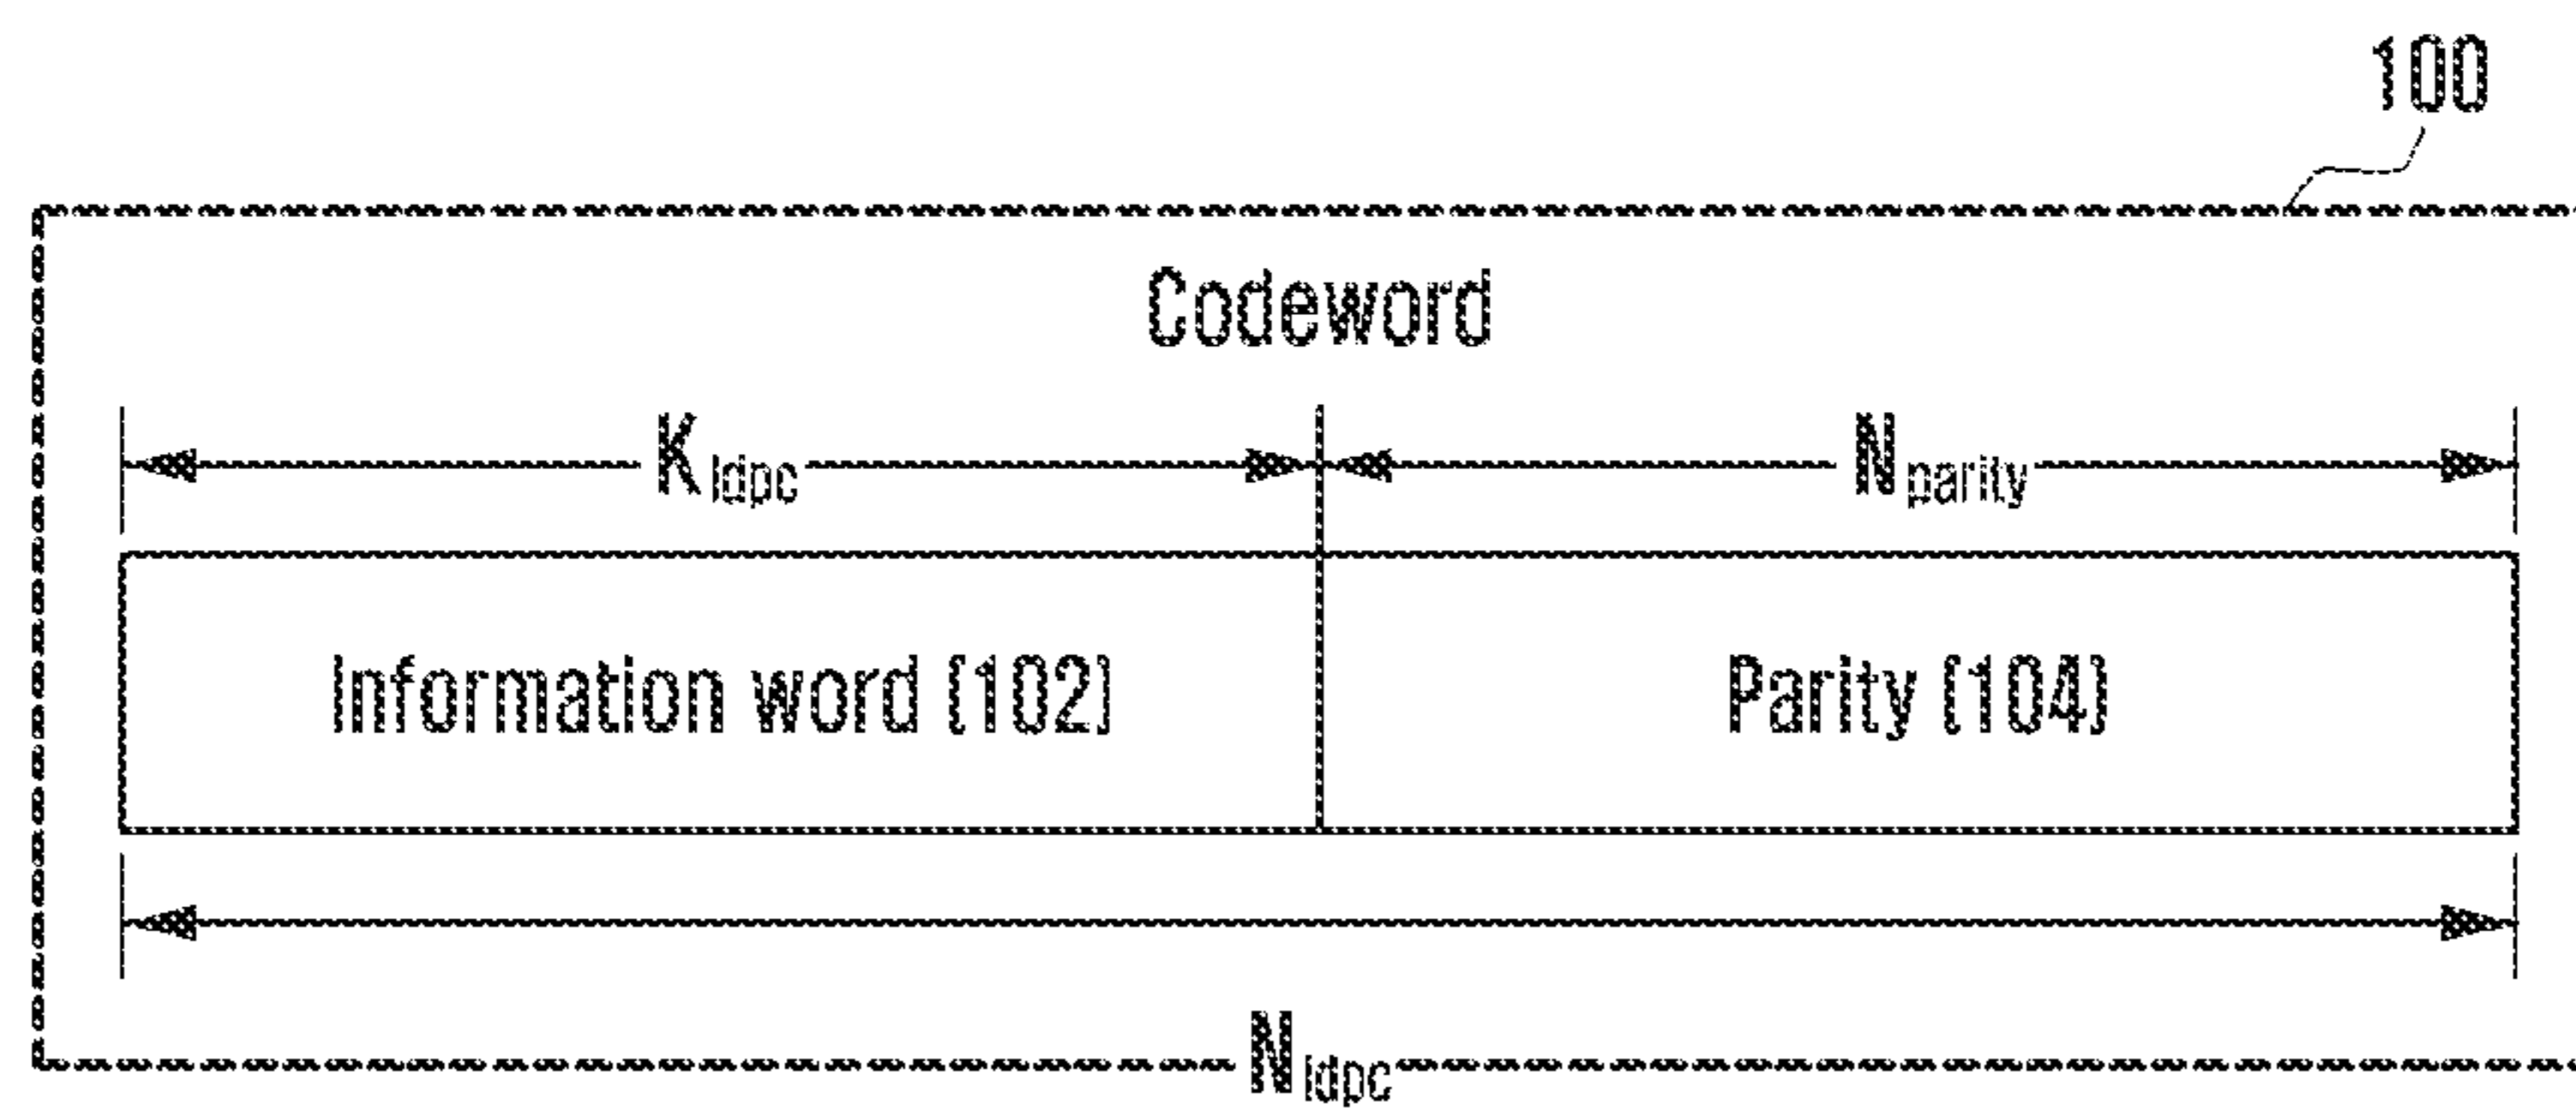 100
Codeword
K ldpc N parity
Information word (102) Parity (104)
N ldpc